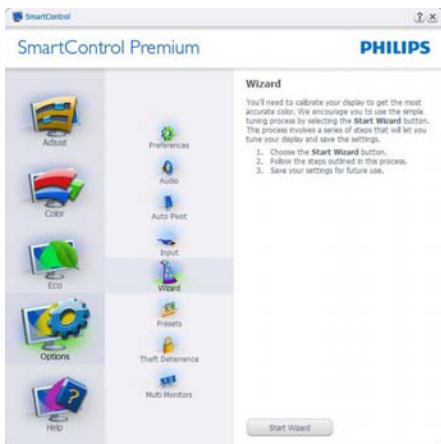 SmartControl
SmartControl Premium
PHILIPS
Adjust
Color
Eco
Options
Help
Preferences
Audio
Auto Pivot
Input
Wizard
Presets
Theft Deterrence
Multi Monitors
Wizard
You'll need to calibrate your display to get the most
accurate color. We encourage you to use the simple
tuning process by selecting the Start Wizard button.
This process involves a series of steps that will let you
tune your display and save the settings.
1. Choose the Start Wizard button.
2. Follow the steps outlined in this process.
3. Save your settings for future use.
Start Wizard